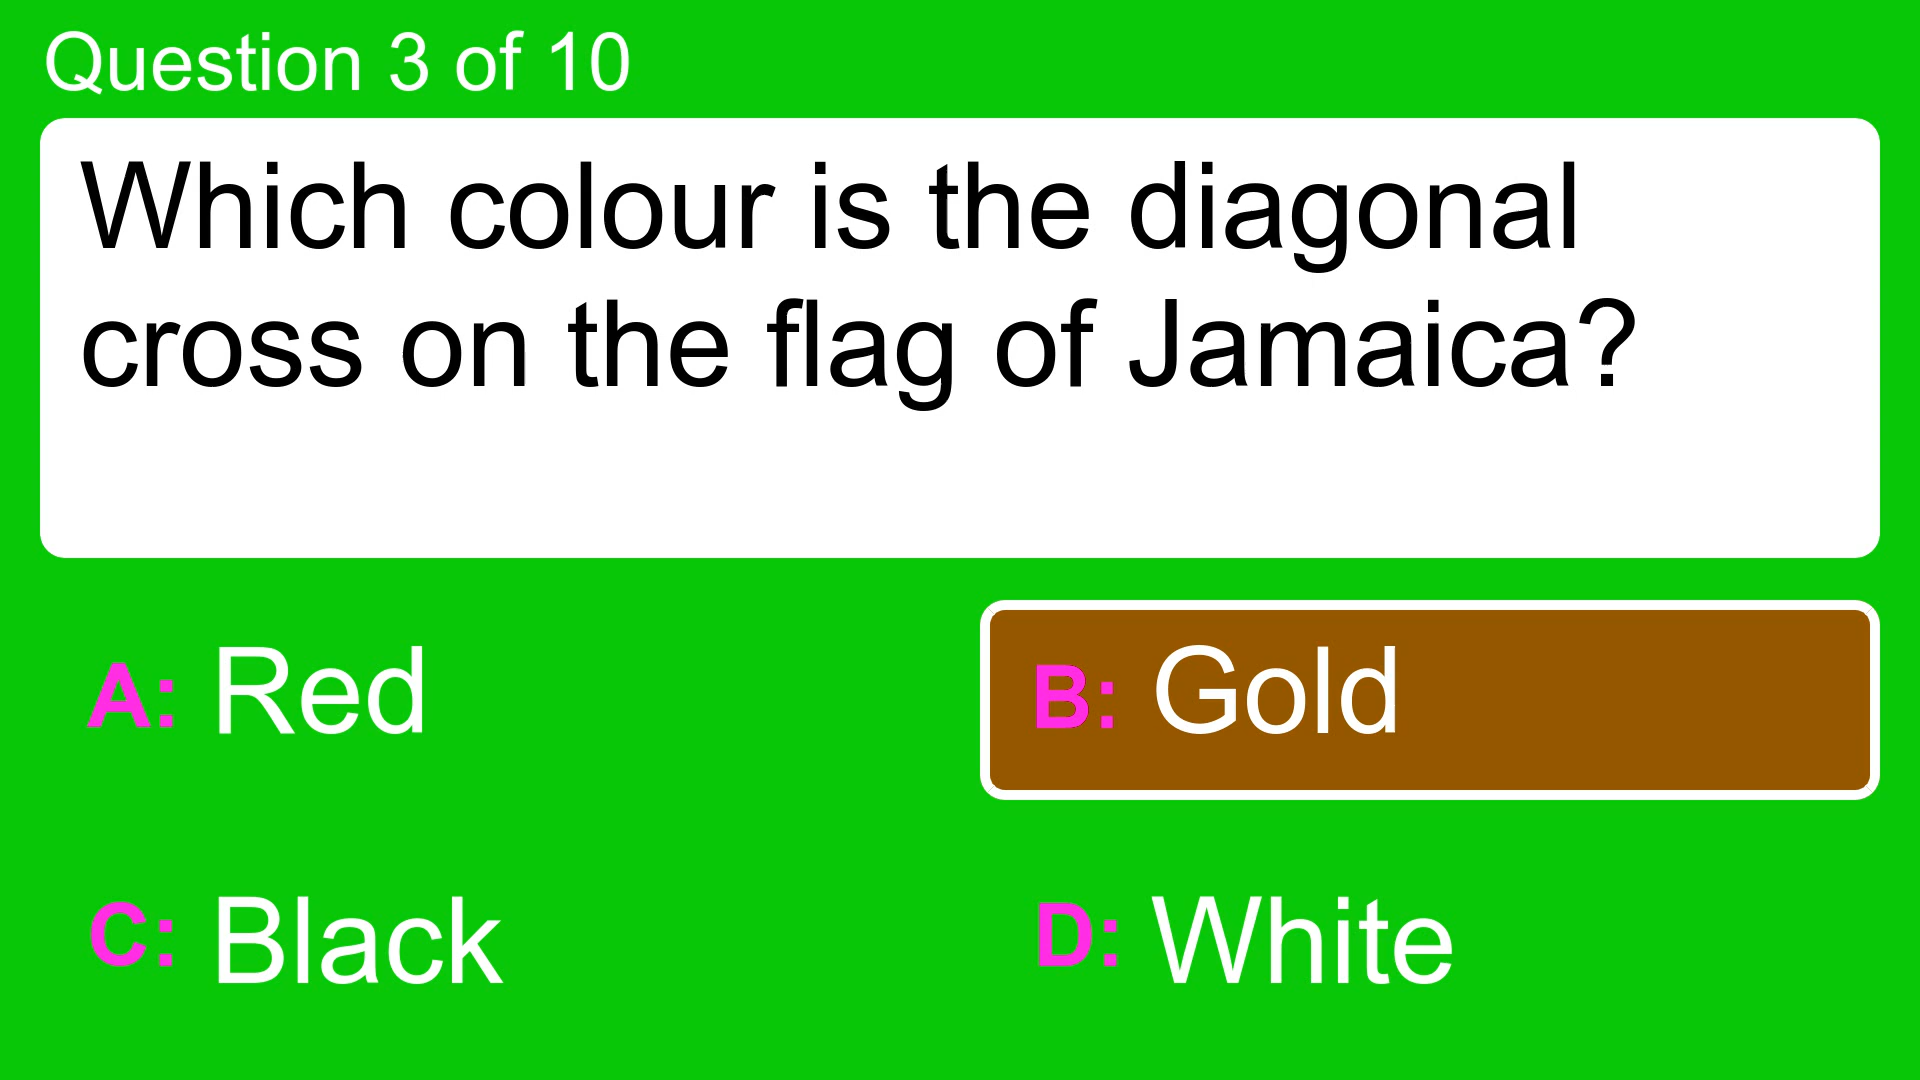 Question 3 of 10
Which colour is the diagonal
cross on the flag of Jamaica?
A: Red
B: Gold
C: Black
D: White